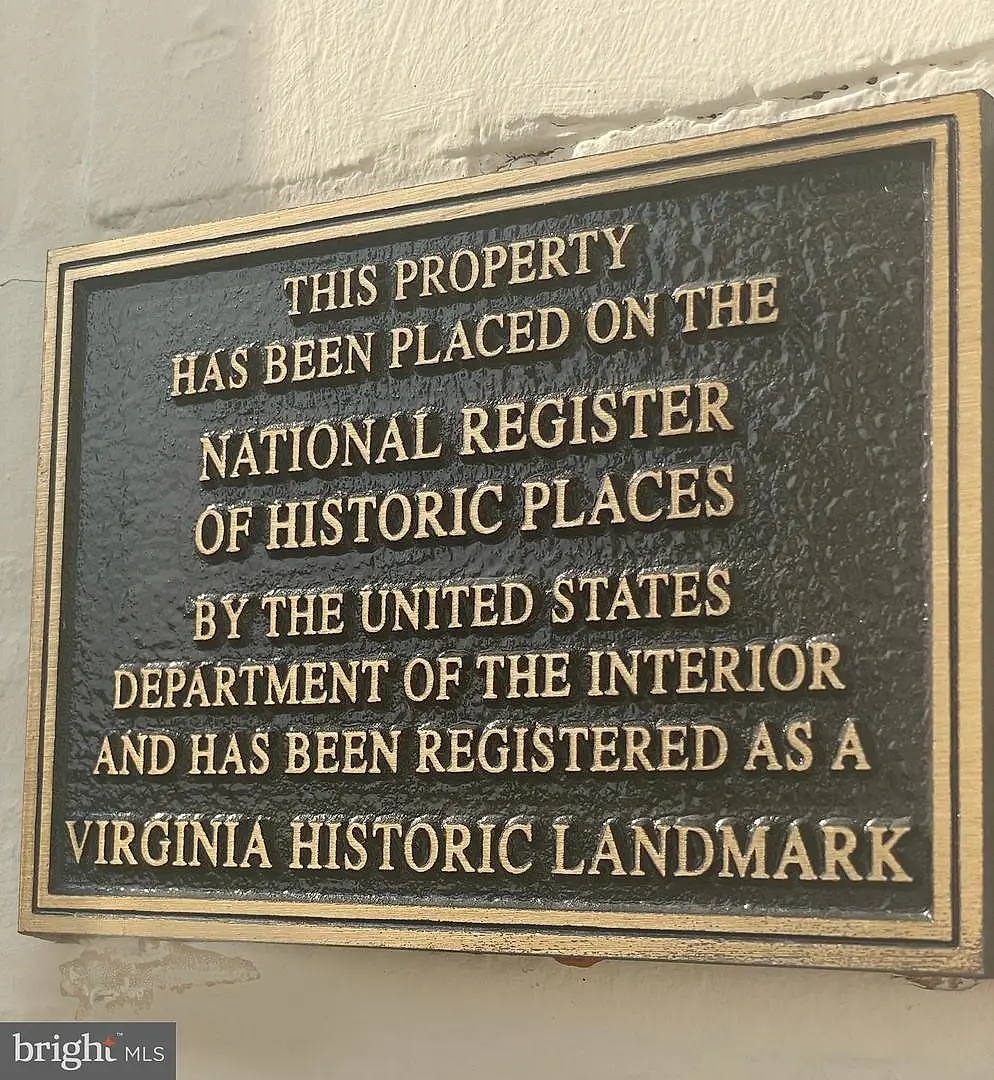 THIS PROPERTY
HAS BEEN PLACED ON THE
NATIONAL REGISTER
OF HISTORIC PLACES
BY THE UNITED STATES
DEPARTMENT OF THE INTERIOR
AND HAS BEEN REGISTERED AS A
VIRGINIA HISTORIC LANDMARK
bright™ MLS